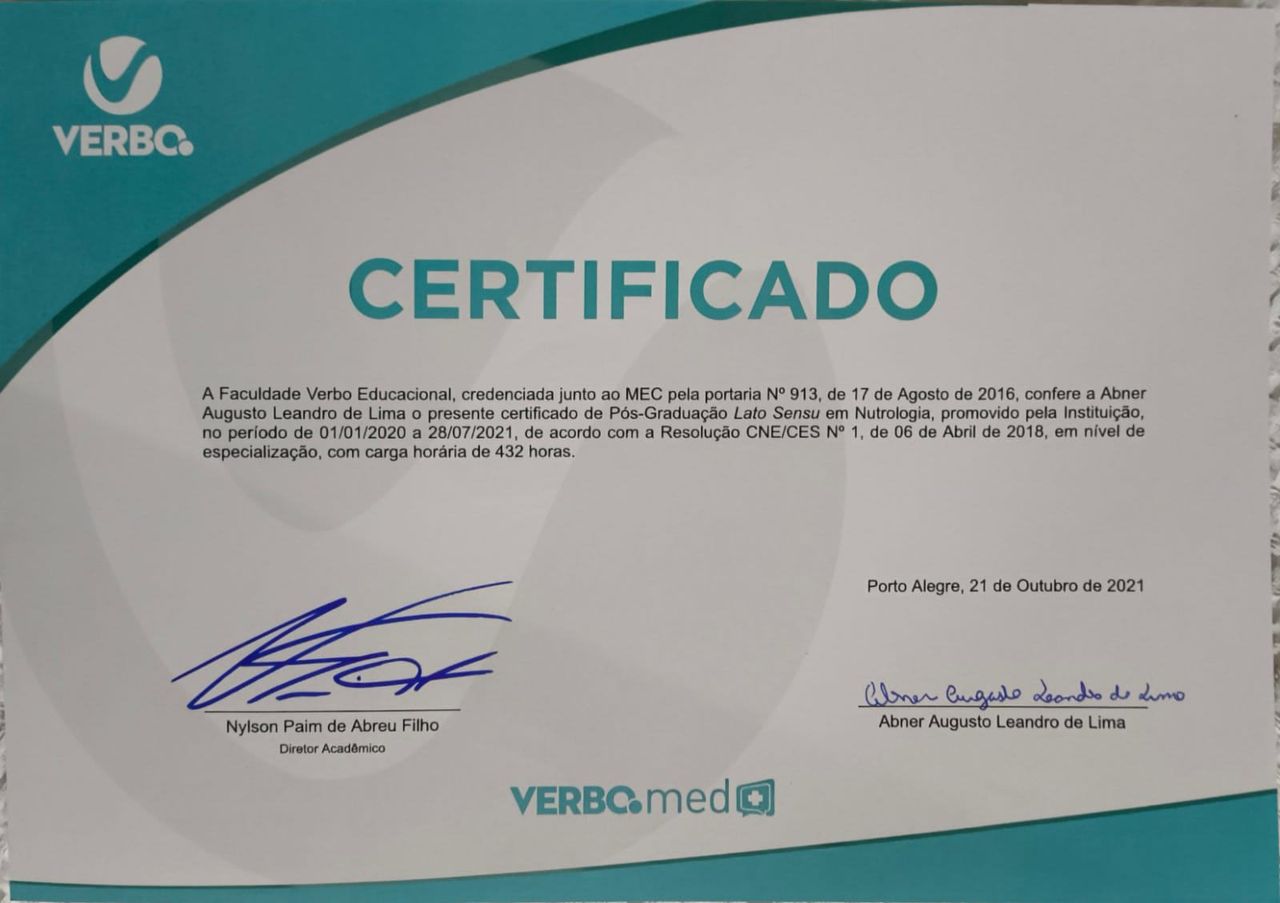 VERBO
CERTIFICADO
A Faculdade Verbo Educacional, credenciada junto ao MEC pela portaria Nº 913, de 17 de Agosto de 2016, confere a Abner
Augusto Leandro de Lima o presente certificado de Pós-Graduação Lato Sensu em Nutrologia, promovido pela Instituição,
no período de 01/01/2020 a 28/07/2021, de acordo com a Resolução CNE/CES Nº 1, de 06 de Abril de 2018, em nível de
especialização, com carga horária de 432 horas.
Porto Alegre, 21 de Outubro de 2021
Nylson Paim de Abreu Filho
Diretor Acadêmico
Abner Augusto Leandro de Lima
Abner Augusto Leandro de Lima
VERBO.med